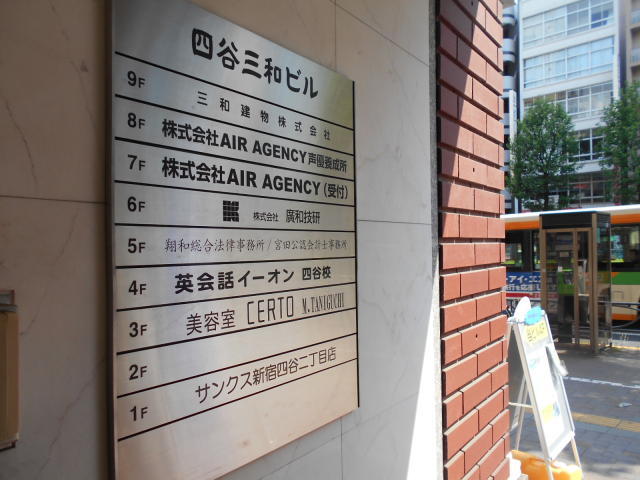 四谷三和ビル
9F 三和建物株式会社
8F 株式会社AIR AGENCY声優養成所
7F 株式会社AIR AGENCY(受付)
6F 株式会社 廣和技研
5F 翔和総合法律事務所/宮田公認会計士事務所
4F 英会話イーオン 四谷校
3F 美容室 CERTO M.TANIGUCHI
2F
サンクス新宿四谷二丁目店
1F